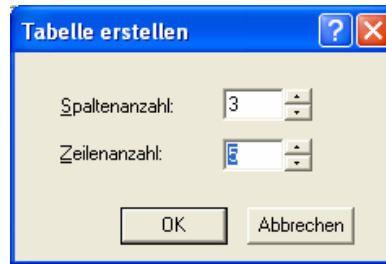 Tabelle erstellen
Spaltenanzahl: 3
Zeilenanzahl: 5
OK Abbrechen